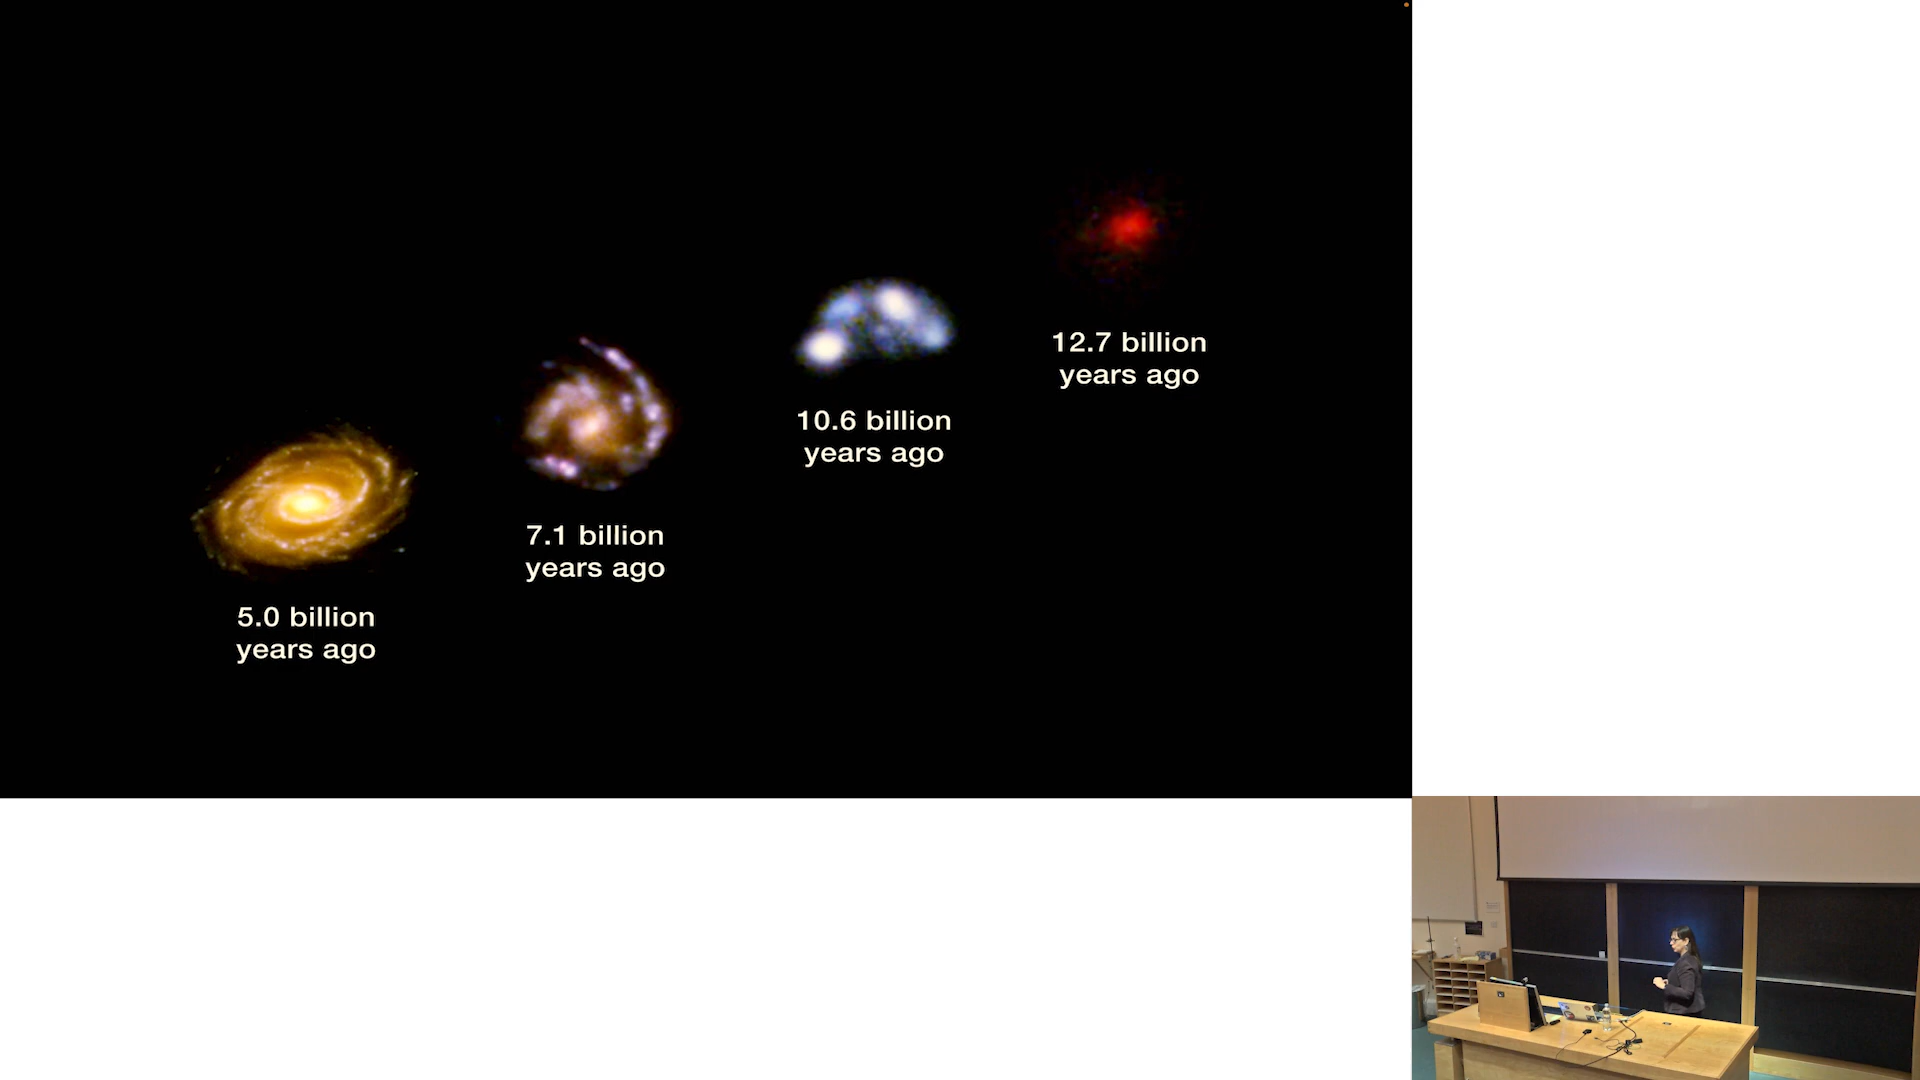 12.7 billion
years ago
10.6 billion
years ago
7.1 billion
years ago
5.0 billion
years ago